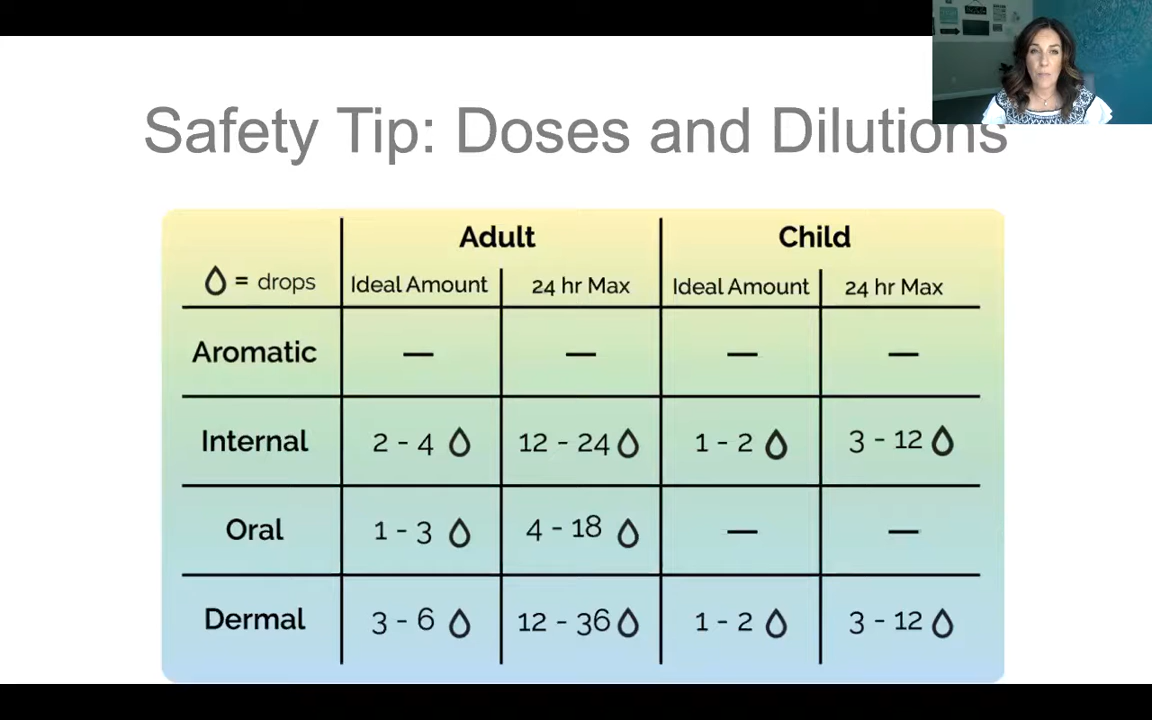 Safety Tip: Doses and Dilutions
Adult Child
= drops Ideal Amount 24 hr Max Ideal Amount 24 hr Max
Aromatic — — — —
Internal 2 - 4 12 - 24 1 - 2 3 - 12
Oral 1 - 3 4 - 18 — —
Dermal 3 - 6 12 - 36 1 - 2 3 - 12